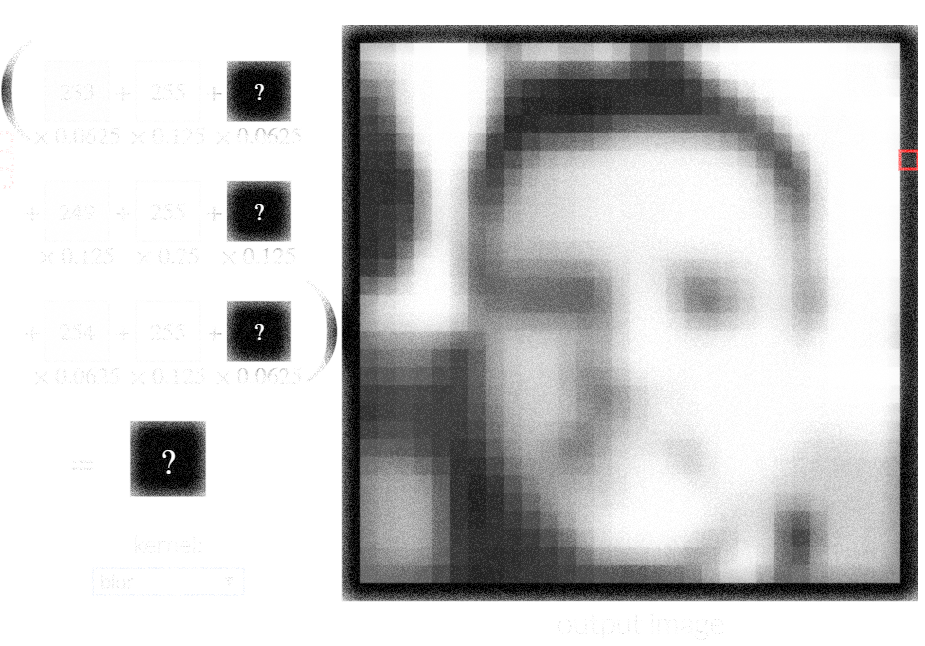 ( 253 + 255 + ?
× 0.0625 × 0.125 × 0.0625
+ 249 + 255 + ?
× 0.125 × 0.25 × 0.125
+ 254 + 255 + ? )
× 0.0625 × 0.125 × 0.0625
= ?
kernel:
blur
output image